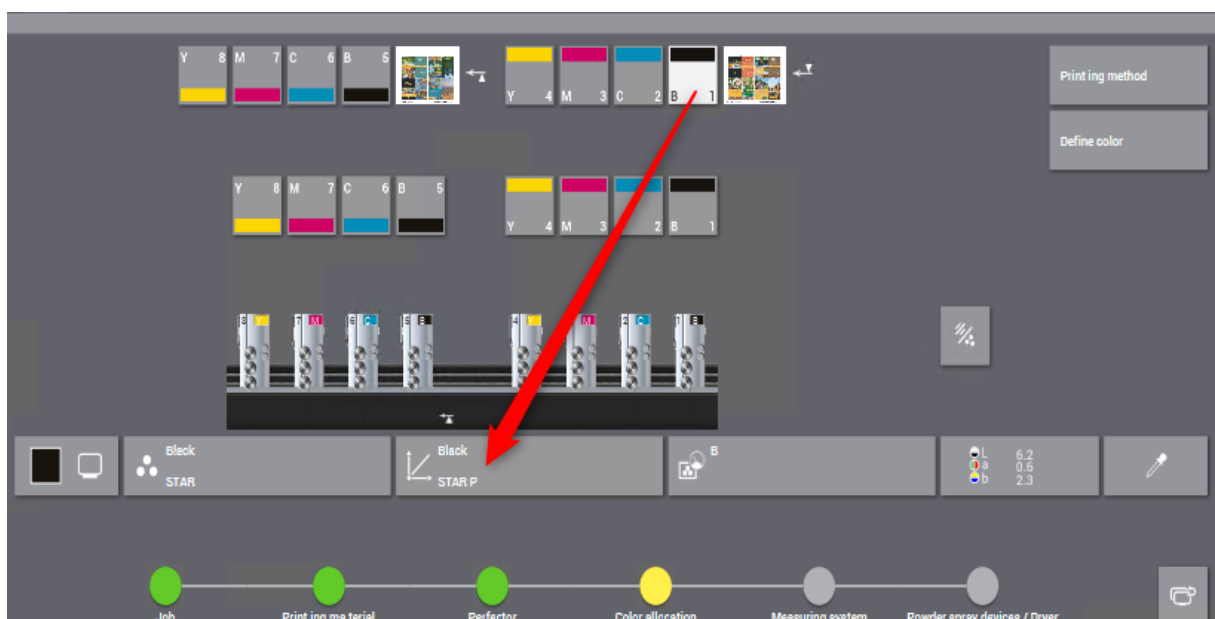 Y 8 M 7 C 6 B 5
Y 4 M 3 C 2 B 1
Printing method
Define color
Y 8 M 7 C 6 B 5
Y 4 M 3 2 B 1
8 Y 7 M 6 C 5 B 4 Y M 2 C 1 B
Black
STAR
Black
STAR P
B
L 6.2
a 0.6
b 2.3
Job
Printing material
Perfector
Color allocation
Measuring system
Powder spray devices / Dryer